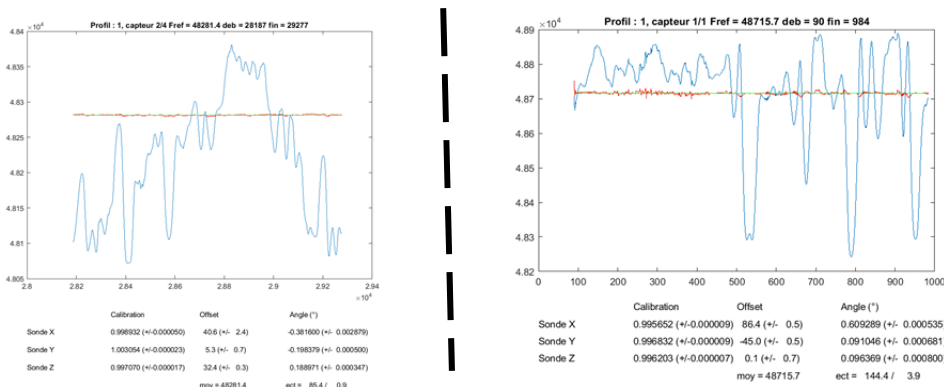 Profil : 1, capteur 2/4 Fref = 48281.4 deb = 28187 fin = 29277
×10⁴
4.84
4.835
4.83
4.825
4.82
4.815
4.81
4.805
2.8 2.82 2.84 2.86 2.88 2.9 2.92 2.94
×10⁴
Calibration Offset Angle (°)
Sonde X 0.998932 (+/-0.000050) 40.6 (+/- 2.4) -0.381600 (+/- 0.002879)
Sonde Y 1.003054 (+/-0.000023) 5.3 (+/- 0.7) -0.198379 (+/- 0.000500)
Sonde Z 0.997070 (+/-0.000017) 32.4 (+/- 0.3) 0.188971 (+/- 0.000347)
moy = 48281.4 ect = 85.4 / 0.9
Profil : 1, capteur 1/1 Fref = 48715.7 deb = 90 fin = 984
×10⁴
4.89
4.88
4.87
4.86
4.85
4.84
4.83
4.82
0 100 200 300 400 500 600 700 800 900 1000
Calibration Offset Angle (°)
Sonde X 0.995652 (+/-0.000009) 86.4 (+/- 0.5) 0.609289 (+/- 0.000535)
Sonde Y 0.996832 (+/-0.000009) -45.0 (+/- 0.5) 0.091046 (+/- 0.000681)
Sonde Z 0.996203 (+/-0.000007) 0.1 (+/- 0.7) 0.096369 (+/- 0.000800)
moy = 48715.7 ect = 144.4 / 3.9